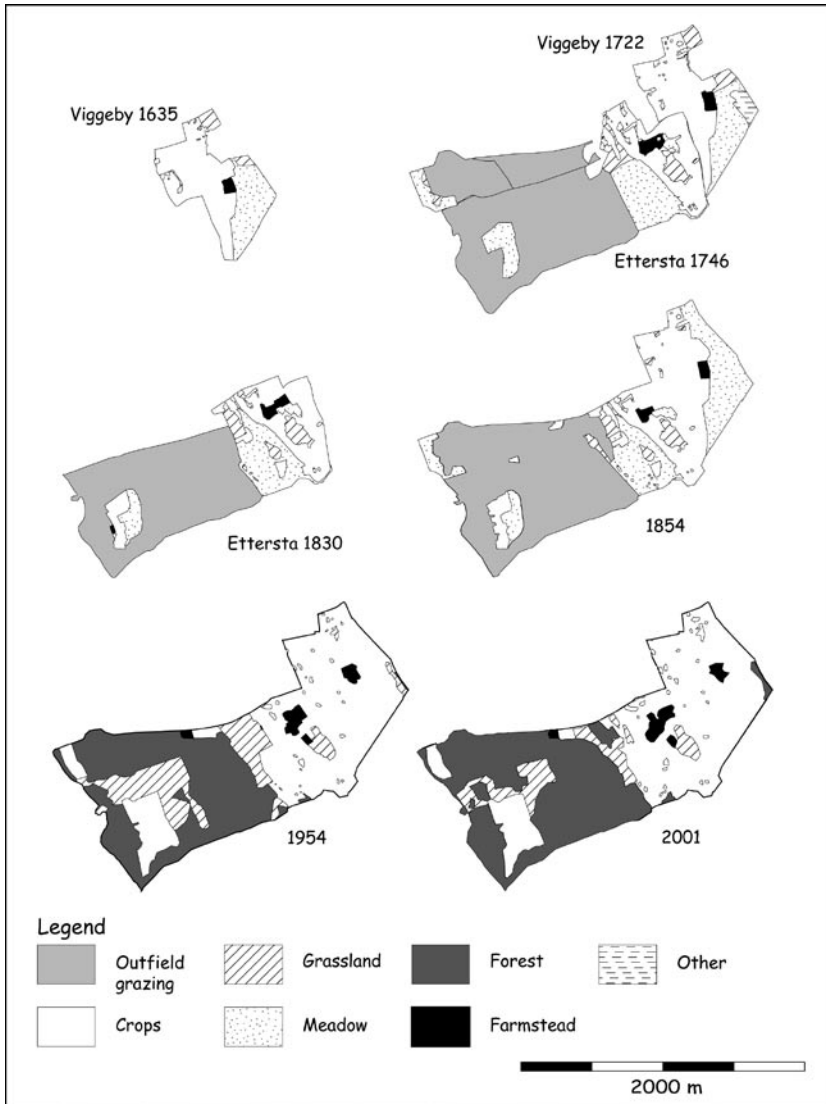 Viggeby 1722
Viggeby 1635
Ettersta 1746
Ettersta 1830
1854
1954
2001
Legend
Outfield
grazing
Grassland
Forest
Other
Crops
Meadow
Farmstead
2000 m